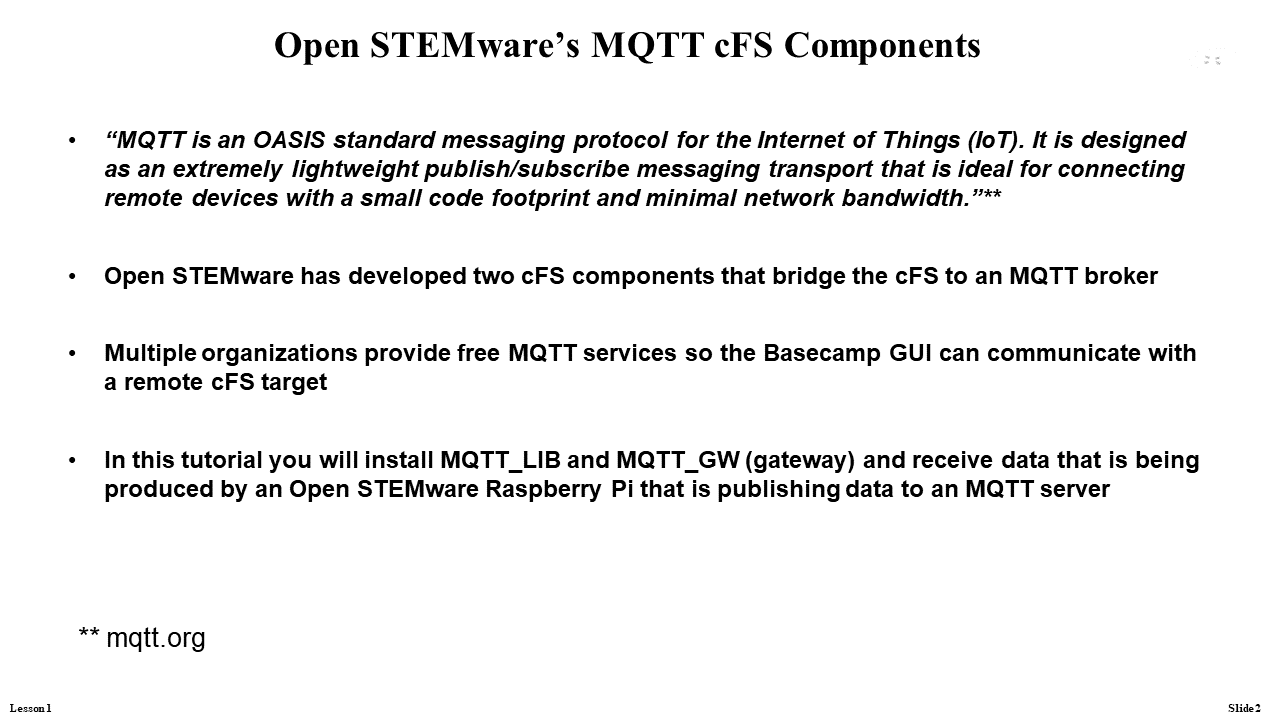 Open STEMware’s MQTT cFS Components
• “MQTT is an OASIS standard messaging protocol for the Internet of Things (IoT). It is designed
as an extremely lightweight publish/subscribe messaging transport that is ideal for connecting
remote devices with a small code footprint and minimal network bandwidth.”**
• Open STEMware has developed two cFS components that bridge the cFS to an MQTT broker
• Multiple organizations provide free MQTT services so the Basecamp GUI can communicate with
a remote cFS target
• In this tutorial you will install MQTT_LIB and MQTT_GW (gateway) and receive data that is being
produced by an Open STEMware Raspberry Pi that is publishing data to an MQTT server
** mqtt.org
Lesson 1
Slide 2